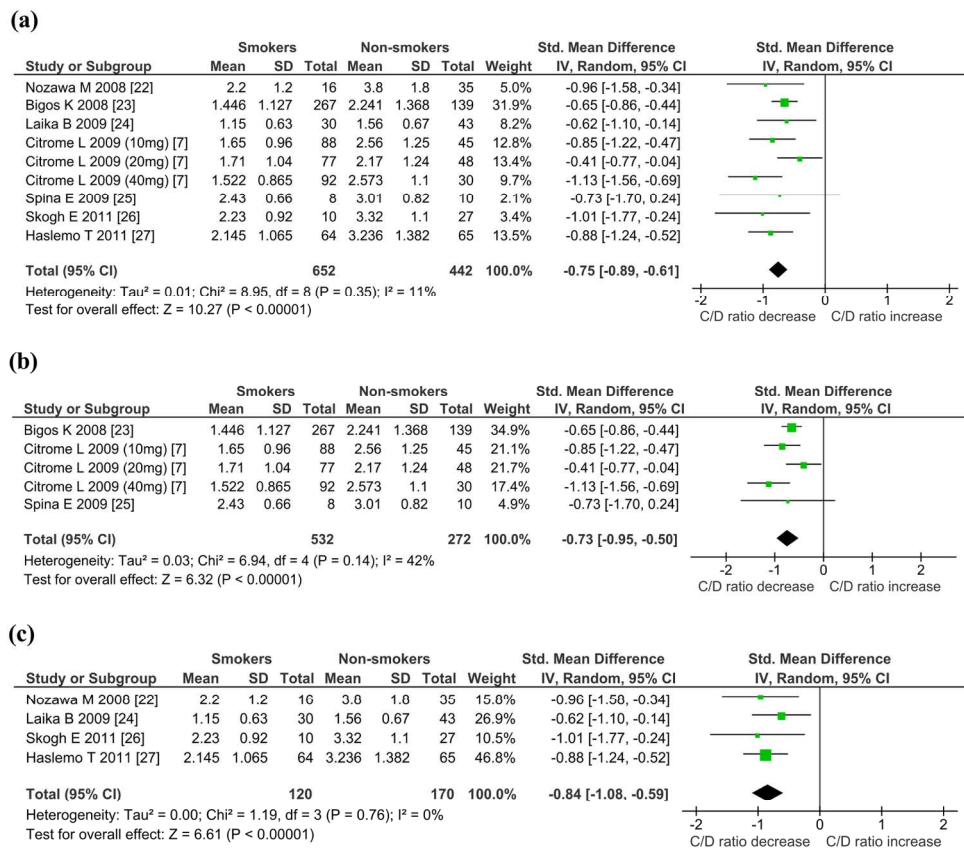 (a)
Smokers Non-smokers Std. Mean Difference Std. Mean Difference
Study or Subgroup Mean SD Total Mean SD Total Weight IV, Random, 95% CI IV, Random, 95% CI
Nozawa M 2008 [22] 2.2 1.2 16 3.8 1.8 35 5.0% -0.96 [-1.58, -0.34]
Bigos K 2008 [23] 1.446 1.127 267 2.241 1.368 139 31.9% -0.65 [-0.86, -0.44]
Laika B 2009 [24] 1.15 0.63 30 1.56 0.67 43 8.2% -0.62 [-1.10, -0.14]
Citrome L 2009 (10mg) [7] 1.65 0.96 88 2.56 1.25 45 12.8% -0.85 [-1.22, -0.47]
Citrome L 2009 (20mg) [7] 1.71 1.04 77 2.17 1.24 48 13.4% -0.41 [-0.77, -0.04]
Citrome L 2009 (40mg) [7] 1.522 0.865 92 2.573 1.1 30 9.7% -1.13 [-1.56, -0.69]
Spina E 2009 [25] 2.43 0.66 8 3.01 0.82 10 2.1% -0.73 [-1.70, 0.24]
Skogh E 2011 [26] 2.23 0.92 10 3.32 1.1 27 3.4% -1.01 [-1.77, -0.24]
Haslemo T 2011 [27] 2.145 1.065 64 3.236 1.382 65 13.5% -0.88 [-1.24, -0.52]
Total (95% CI) 652 442 100.0% -0.75 [-0.89, -0.61]
Heterogeneity: Tau² = 0.01; Chi² = 8.95, df = 8 (P = 0.35); I² = 11%
Test for overall effect: Z = 10.27 (P < 0.00001)
-2 -1 0 1 2
C/D ratio decrease C/D ratio increase
(b)
Smokers Non-smokers Std. Mean Difference Std. Mean Difference
Study or Subgroup Mean SD Total Mean SD Total Weight IV, Random, 95% CI IV, Random, 95% CI
Bigos K 2008 [23] 1.446 1.127 267 2.241 1.368 139 34.9% -0.65 [-0.86, -0.44]
Citrome L 2009 (10mg) [7] 1.65 0.96 88 2.56 1.25 45 21.1% -0.85 [-1.22, -0.47]
Citrome L 2009 (20mg) [7] 1.71 1.04 77 2.17 1.24 48 21.7% -0.41 [-0.77, -0.04]
Citrome L 2009 (40mg) [7] 1.522 0.865 92 2.573 1.1 30 17.4% -1.13 [-1.56, -0.69]
Spina E 2009 [25] 2.43 0.66 8 3.01 0.82 10 4.9% -0.73 [-1.70, 0.24]
Total (95% CI) 532 272 100.0% -0.73 [-0.95, -0.50]
Heterogeneity: Tau² = 0.03; Chi² = 6.94, df = 4 (P = 0.14); I² = 42%
Test for overall effect: Z = 6.32 (P < 0.00001)
-2 -1 0 1 2
C/D ratio decrease C/D ratio increase
(c)
Smokers Non-smokers Std. Mean Difference Std. Mean Difference
Study or Subgroup Mean SD Total Mean SD Total Weight IV, Random, 95% CI IV, Random, 95% CI
Nozawa M 2008 [22] 2.2 1.2 16 3.8 1.8 35 15.8% -0.96 [-1.58, -0.34]
Laika B 2009 [24] 1.15 0.63 30 1.56 0.67 43 26.9% -0.62 [-1.10, -0.14]
Skogh E 2011 [26] 2.23 0.92 10 3.32 1.1 27 10.5% -1.01 [-1.77, -0.24]
Haslemo T 2011 [27] 2.145 1.065 64 3.236 1.382 65 46.8% -0.88 [-1.24, -0.52]
Total (95% CI) 120 170 100.0% -0.84 [-1.08, -0.59]
Heterogeneity: Tau² = 0.00; Chi² = 1.19, df = 3 (P = 0.76); I² = 0%
Test for overall effect: Z = 6.61 (P < 0.00001)
-2 -1 0 1 2
C/D ratio decrease C/D ratio increase